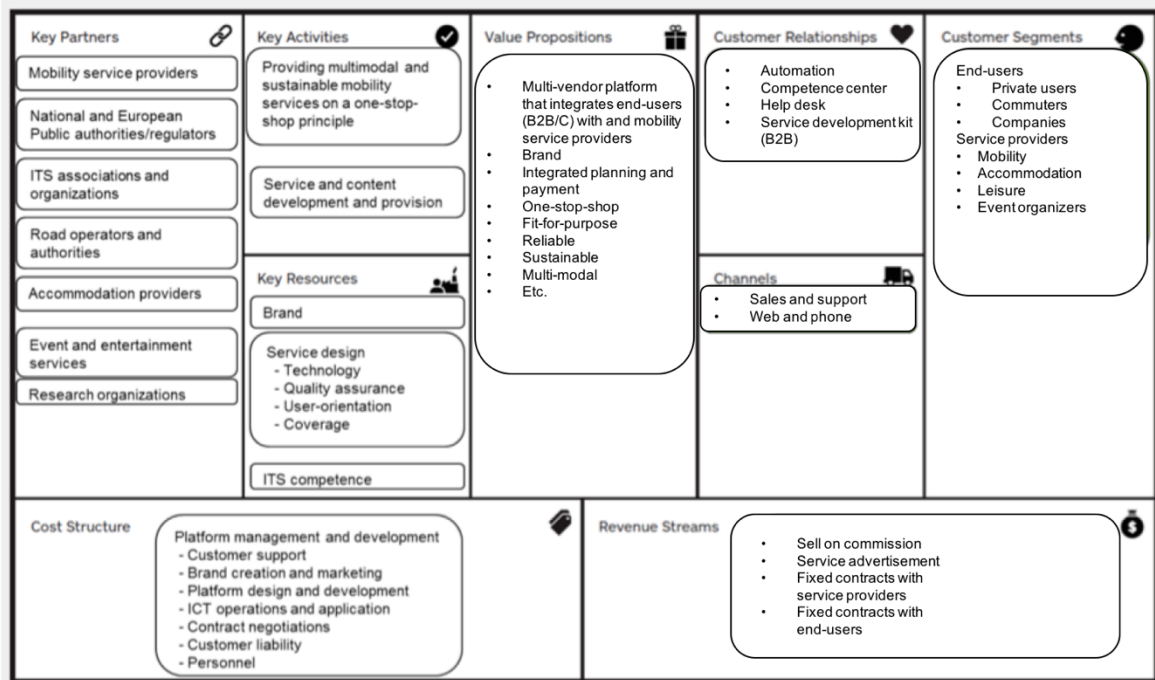 Key Partners
Mobility service providers
National and European
Public authorities/regulators
ITS associations and
organizations
Road operators and
authorities
Accommodation providers
Event and entertainment
services
Research organizations
Key Activities
Providing multimodal and
sustainable mobility
services on a one-stop-
shop principle
Service and content
development and provision
Key Resources
Brand
Service design
- Technology
- Quality assurance
- User-orientation
- Coverage
ITS competence
Value Propositions
• Multi-vendor platform
that integrates end-users
(B2B/C) with and mobility
service providers
• Brand
• Integrated planning and
payment
• One-stop-shop
• Fit-for-purpose
• Reliable
• Sustainable
• Multi-modal
• Etc.
Customer Relationships
• Automation
• Competence center
• Help desk
• Service development kit
(B2B)
Channels
• Sales and support
• Web and phone
Customer Segments
End-users
• Private users
• Commuters
• Companies
Service providers
• Mobility
• Accommodation
• Leisure
• Event organizers
Cost Structure
Platform management and development
- Customer support
- Brand creation and marketing
- Platform design and development
- ICT operations and application
- Contract negotiations
- Customer liability
- Personnel
Revenue Streams
$
• Sell on commission
• Service advertisement
• Fixed contracts with
service providers
• Fixed contracts with
end-users